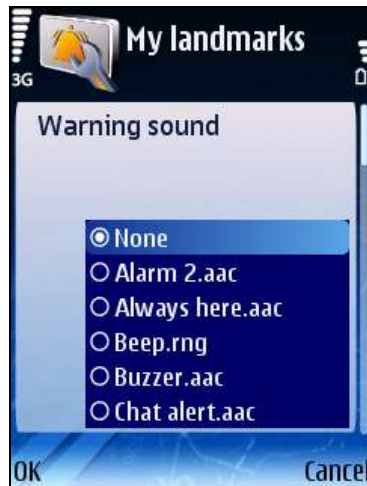 My landmarks
3G
Warning sound
None
Alarm 2.aac
Always here.aac
Beep.rng
Buzzer.aac
Chat alert.aac
OK
Cancel